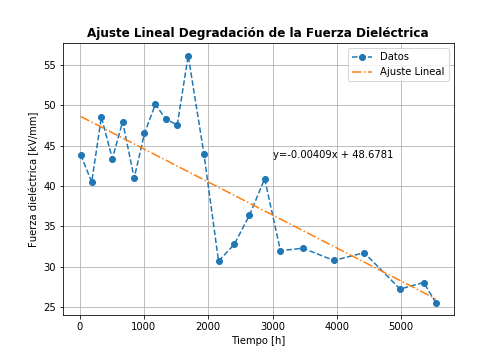 Ajuste Lineal Degradación de la Fuerza Dieléctrica
Datos
Ajuste Lineal
y=-0.00409x + 48.6781
Fuerza dieléctrica [kV/mm]
55
50
45
40
35
30
25
0 1000 2000 3000 4000 5000
Tiempo [h]